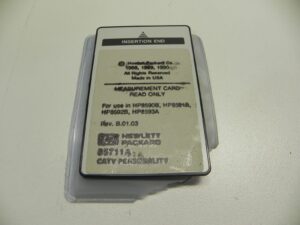 INSERTION END
© Hewlett-Packard Co.
1988, 1989, 1990
All Rights Reserved
Made in USA
MEASUREMENT CARD
READ ONLY
For use in HP8590B, HP8591B,
HP8592B, HP8593A
Rev. B.01.03
HEWLETT
PACKARD
85711A
CATV PERSONALITY